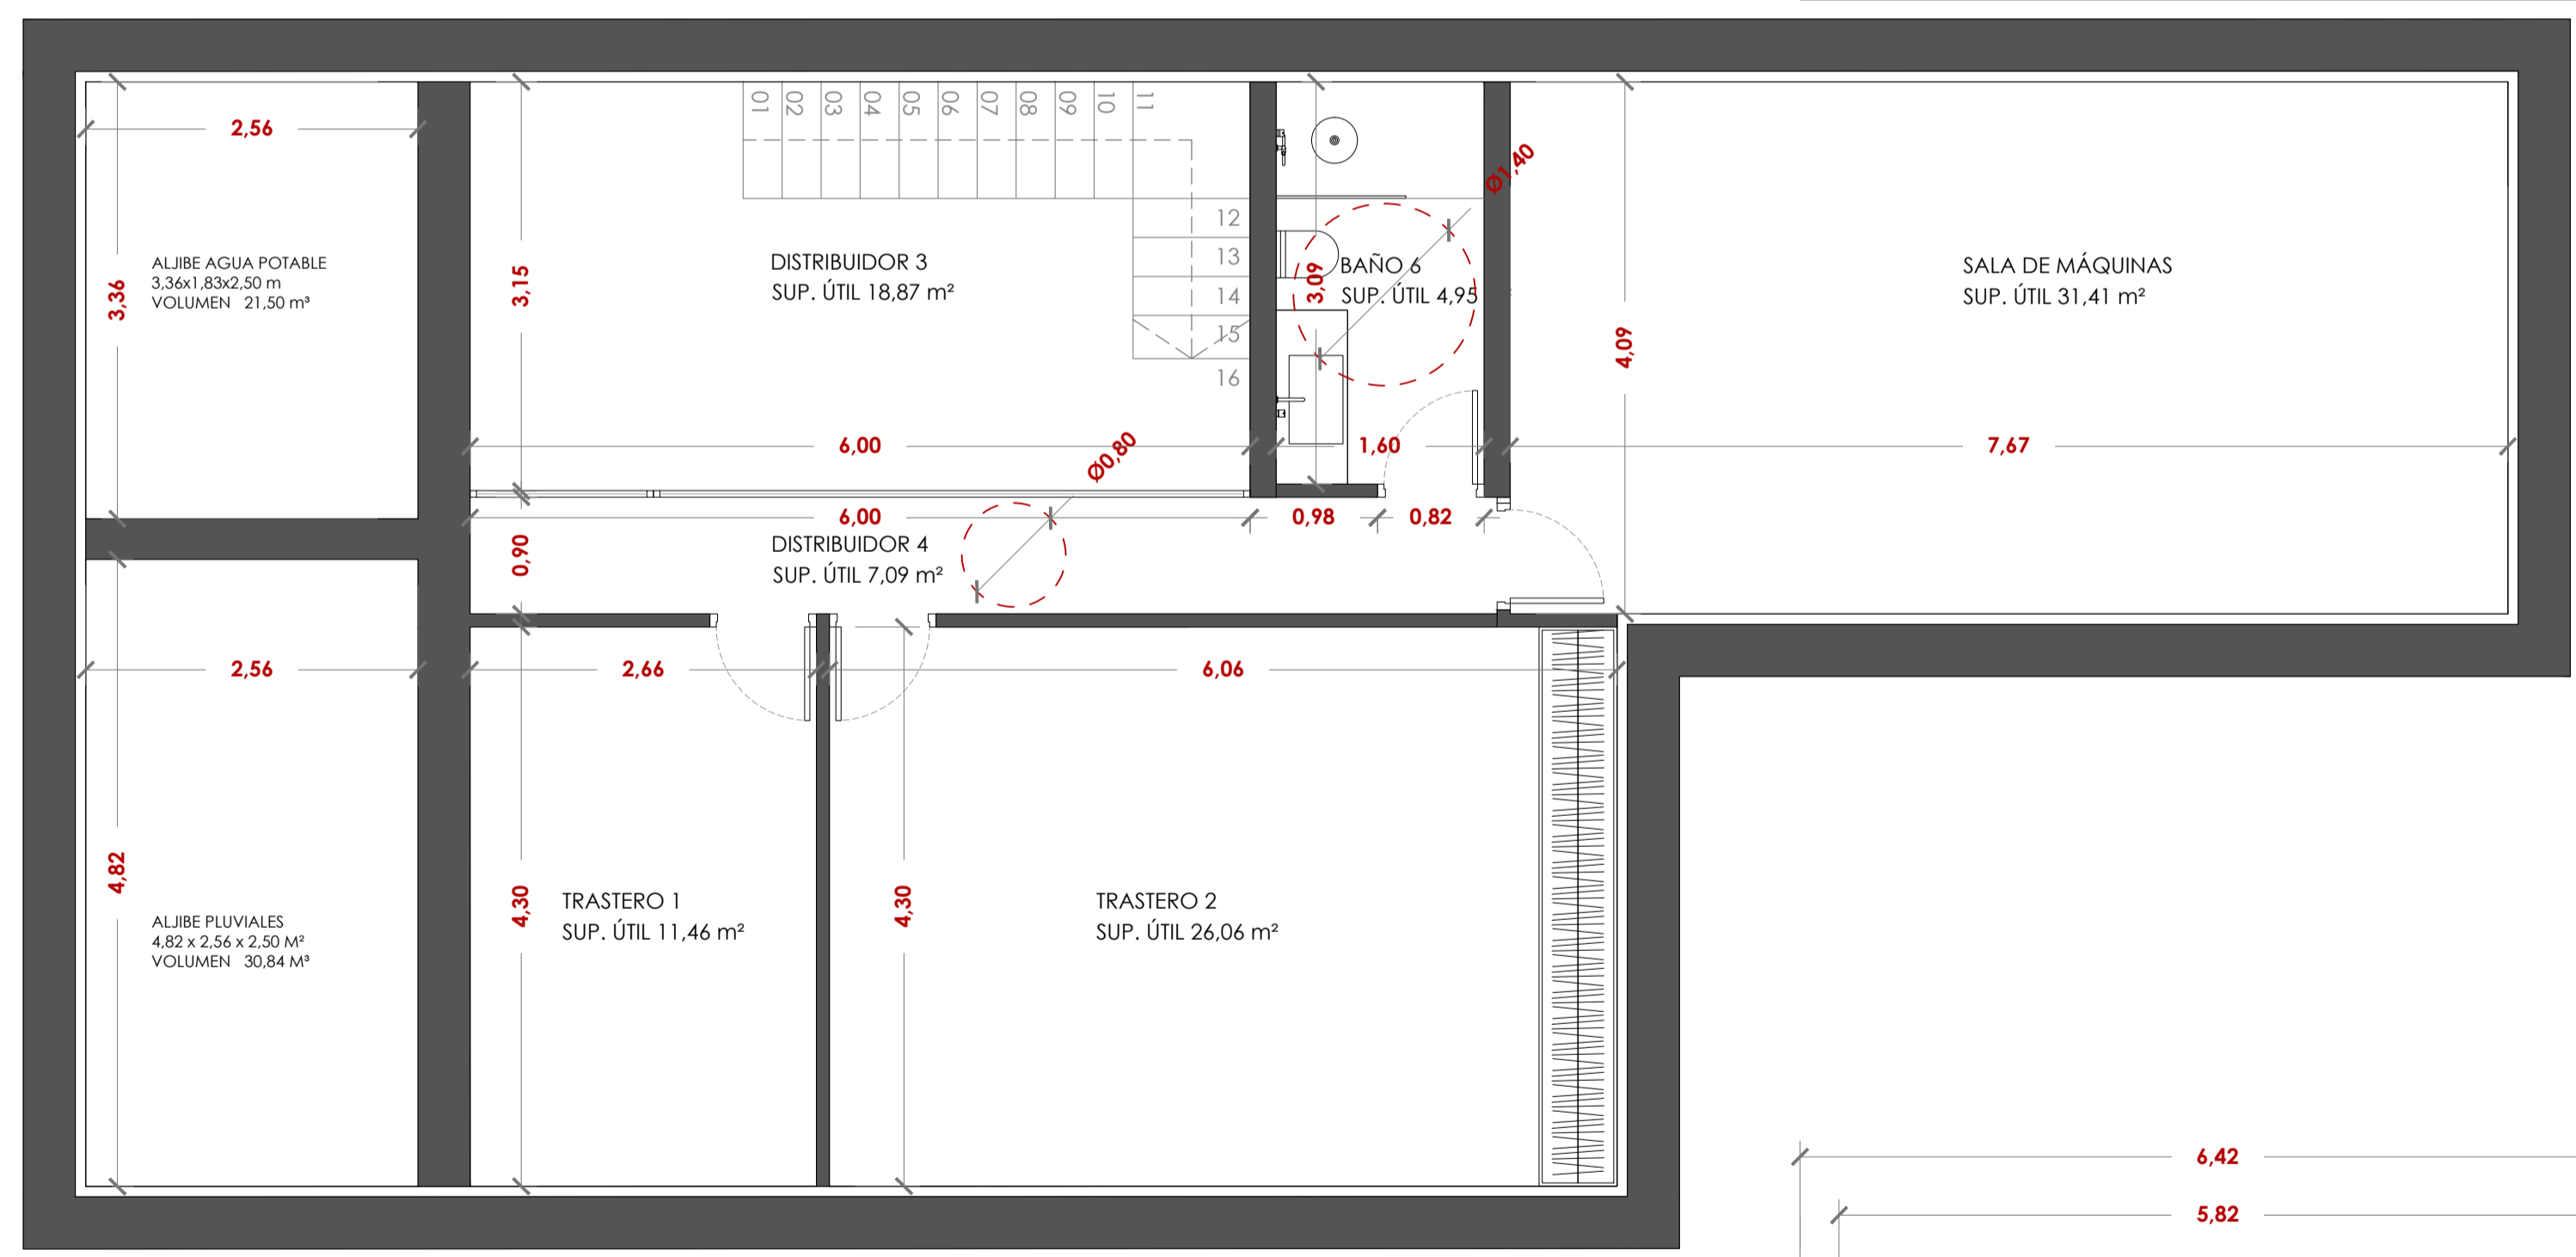 01
02
03
04
05
06
07
08
09
10
11
2,56
Ø1,40
12
13
14
15
16
3,36
ALJIBE AGUA POTABLE
3,36x1,83x2,50 m
VOLUMEN 21,50 m³
3,15
DISTRIBUIDOR 3
SUP. ÚTIL 18,87 m²
3,09
BAÑO 6
SUP. ÚTIL 4,95
SALA DE MÁQUINAS
SUP. ÚTIL 31,41 m²
4,09
6,00
Ø0,80
1,60
7,67
6,00
0,98
0,82
0,90
DISTRIBUIDOR 4
SUP. ÚTIL 7,09 m²
2,56
2,66
6,06
4,82
ALJIBE PLUVIALES
4,82 x 2,56 x 2,50 M²
VOLUMEN 30,84 M³
4,30
TRASTERO 1
SUP. ÚTIL 11,46 m²
4,30
TRASTERO 2
SUP. ÚTIL 26,06 m²
6,42
5,82